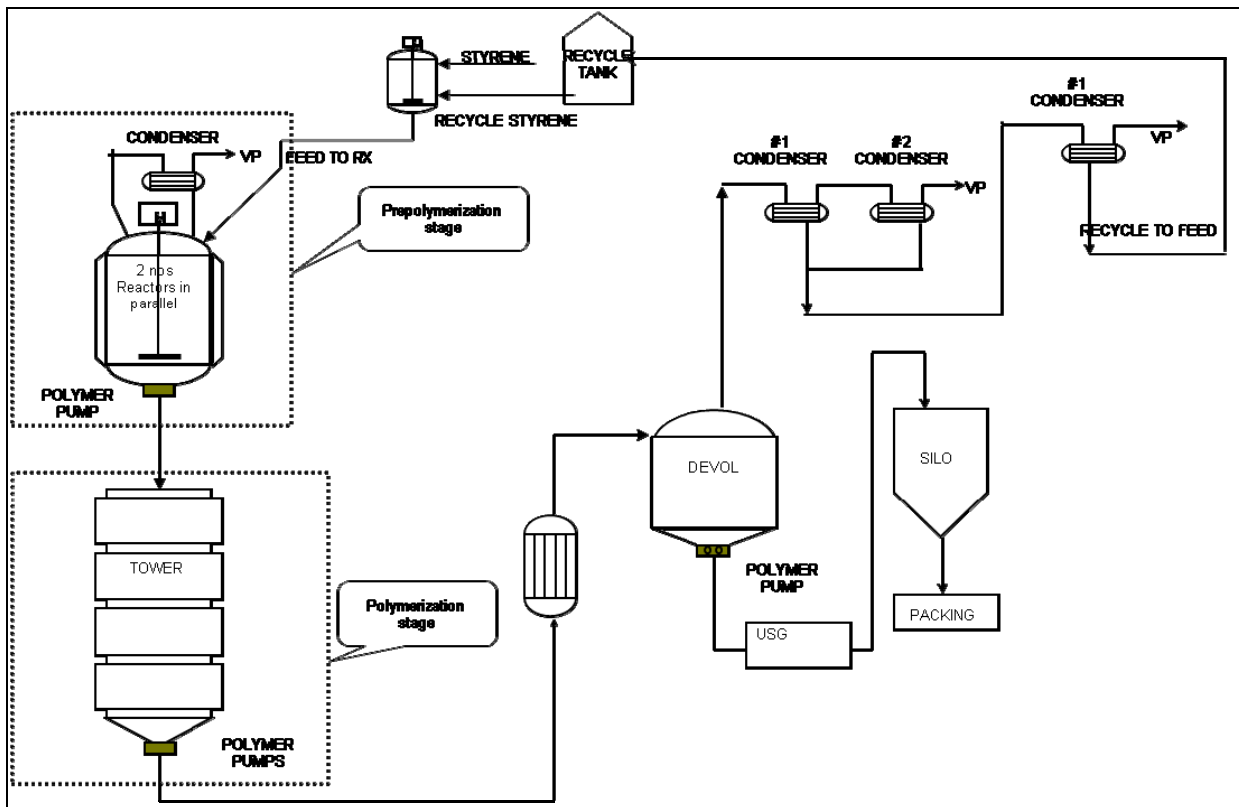 STYRENE
RECYCLE
TANK
RECYCLE STYRENE
#1
CONDENSER
VP
CONDENSER
VP
FEED TO RX
#1
CONDENSER
#2
CONDENSER
VP
Prepolymerization
stage
RECYCLE TO FEED
M
2 nos
Reactors in
parallel
POLYMER
PUMP
DEVOL
SILO
TOWER
POLYMER
PUMP
Polymerization
stage
USG
PACKING
POLYMER
PUMPS